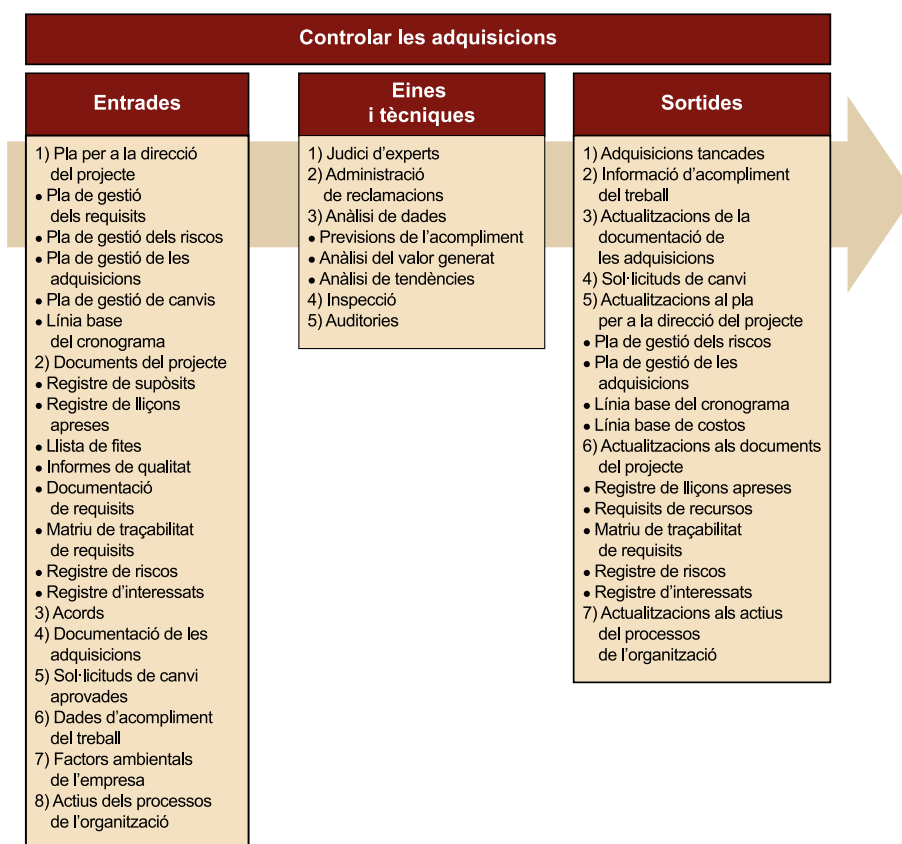 Controlar les adquisicions
Entrades
1) Pla per a la direcció
del projecte
• Pla de gestió
dels requisits
• Pla de gestió dels riscos
• Pla de gestió de les
adquisicions
• Pla de gestió de canvis
• Línia base
del cronograma
2) Documents del projecte
• Registre de supòsits
• Registre de lliçons
apreses
• Llista de fites
• Informes de qualitat
• Documentació
de requisits
• Matriu de traçabilitat
de requisits
• Registre de riscos
• Registre d’interessats
3) Acords
4) Documentació de les
adquisicions
5) Sol·licituds de canvi
aprovades
6) Dades d’acompliment
del treball
7) Factors ambientals
de l’empresa
8) Actius dels processos
de l’organització
Eines
i tècniques
1) Judici d’experts
2) Administració
de reclamacions
3) Anàlisi de dades
• Previsions de l’acompliment
• Anàlisi del valor generat
• Anàlisi de tendències
4) Inspecció
5) Auditories
Sortides
1) Adquisicions tancades
2) Informació d’acompliment
del treball
3) Actualitzacions de la
documentació de
les adquisicions
4) Sol·licituds de canvi
5) Actualitzacions al pla
per a la direcció del projecte
• Pla de gestió dels riscos
• Pla de gestió de les
adquisicions
• Línia base del cronograma
• Línia base de costos
6) Actualitzacions als documents
del projecte
• Registre de lliçons apreses
• Requisits de recursos
• Matriu de traçabilitat
de requisits
• Registre de riscos
• Registre d’interessats
7) Actualitzacions als actius
del processos
de l’organització